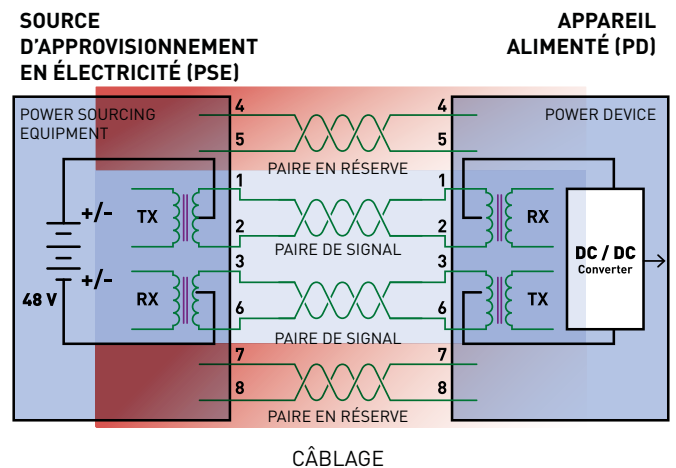 SOURCE
D'APPROVISIONNEMENT
EN ÉLECTRICITÉ (PSE)
APPAREIL
ALIMENTÉ (PD)
POWER SOURCING
EQUIPMENT
POWER DEVICE
4
4
5
5
PAIRE EN RÉSERVE
1
1
+/-
TX
RX
2
2
PAIRE DE SIGNAL
DC / DC
Converter
3
3
+/-
48 V
RX
TX
6
6
PAIRE DE SIGNAL
7
7
8
8
PAIRE EN RÉSERVE
CÂBLAGE